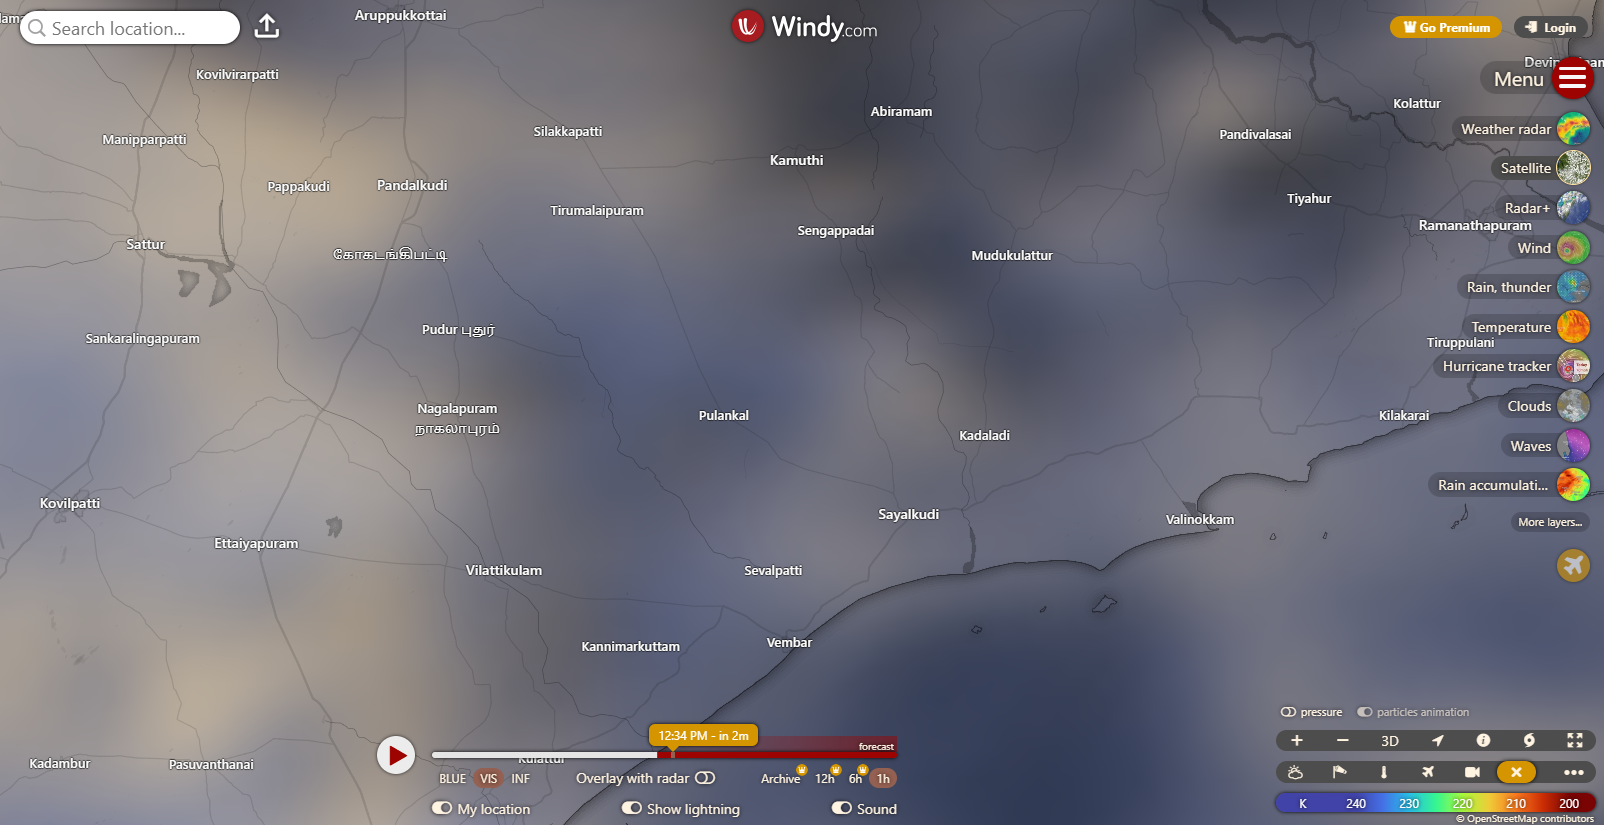 Search location...
Windy.com
Go Premium
Login
Menu
Weather radar
Satellite
Radar+
Wind
Rain, thunder
Temperature
Hurricane tracker
Clouds
Waves
Rain accumulati...
More layers...
Aruppukkottai
Kovilvirarpatti
Abiramam
Kolattur
Silakkapatti
Pandivalasai
Manipparpatti
Kamuthi
Pappakudi
Pandalkudi
Tiyahur
Tirumalaipuram
Ramanathapuram
Sengappadai
Sattur
கோகடங்கிபட்டி
Mudukulattur
Pudur புதுர்
Sankaralingapuram
Tiruppulani
Nagalapuram
நாகலாபுரம்
Pulankal
Kilakarai
Kadaladi
Kovilpatti
Sayalkudi
Valinokkam
Ettaiyapuram
Vilattikulam
Sevalpatti
Kannimarkuttam
Vembar
Kadambur
Pasuvanthanai
Kulattur
12:34 PM - in 2m
forecast
BLUE VIS INF
Overlay with radar
Archive 12h 6h 1h
My location
Show lightning
Sound
pressure
particles animation
3D
K 240 230 220 210 200
© OpenStreetMap contributors